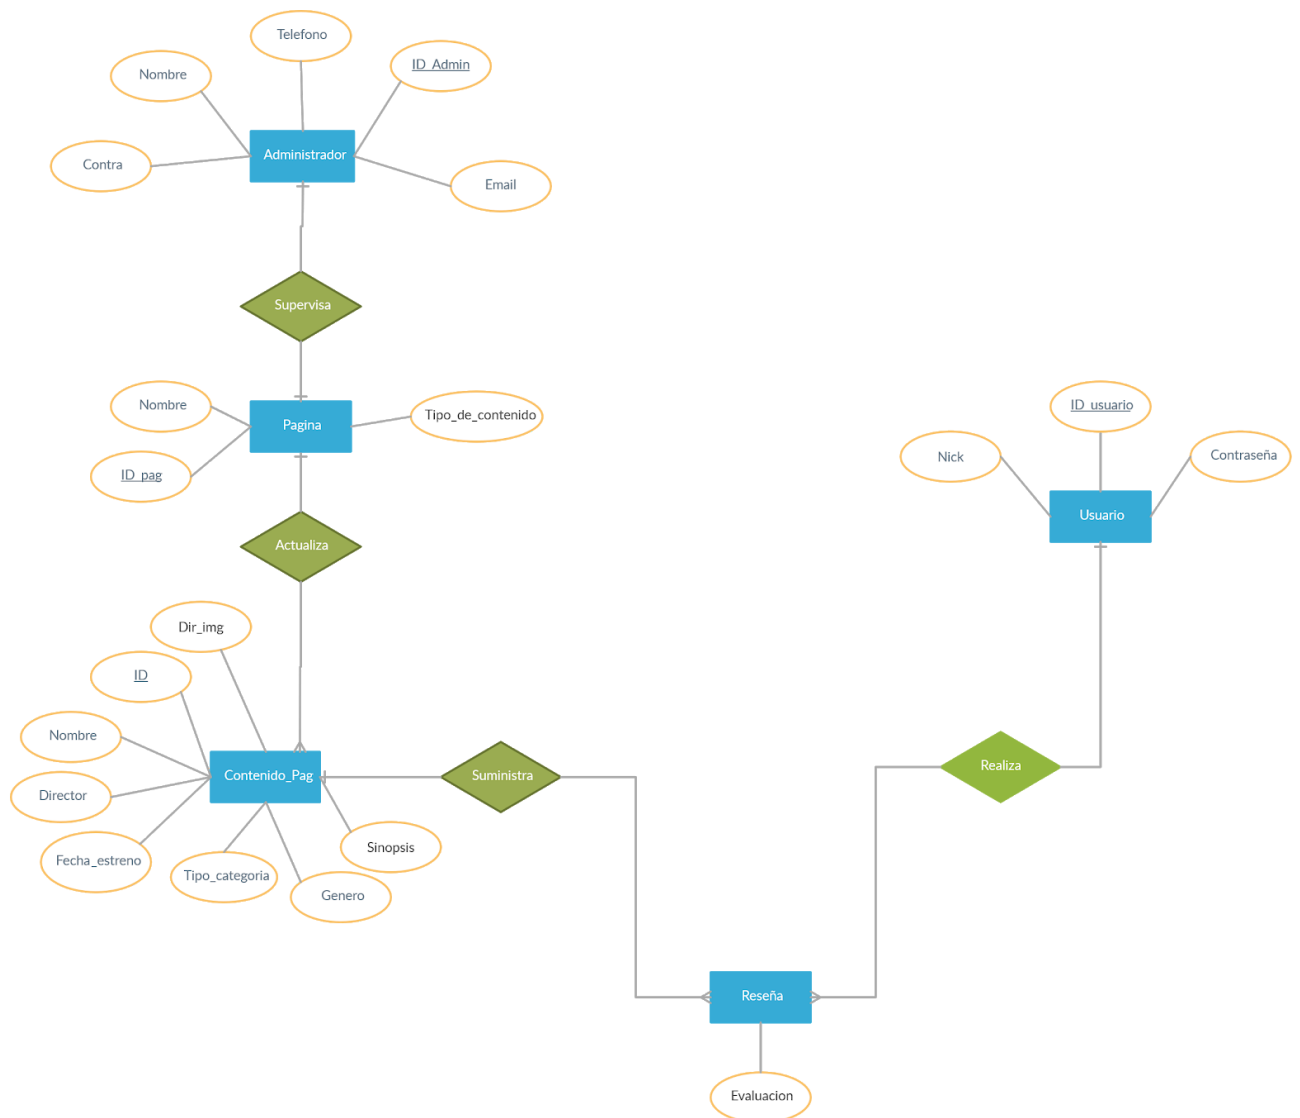 Telefono
Nombre
ID_Admin
Administrador
Contra
Email
Supervisa
Nombre
Tipo_de_contenido
Pagina
ID_pag
ID_usuario
Nick
Contraseña
Usuario
Actualiza
Dir_img
ID
Nombre
Contenido_Pag
Suministra
Realiza
Director
Fecha_estreno
Sinopsis
Tipo_categoria
Genero
Reseña
Evaluacion